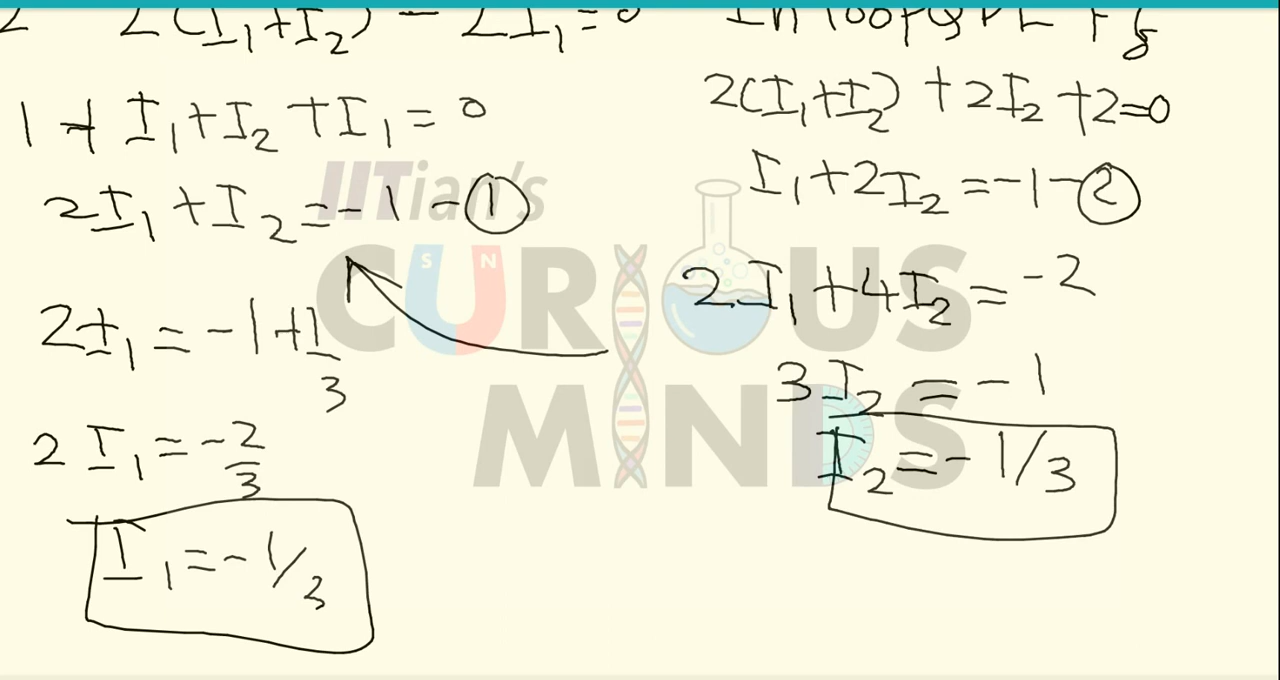 2(I₁+I₂) - 2I₁=0
1+I₁+I₂+I₁=0
2I₁+I₂=-1-①
2I₁=-1+1/3
2I₁=-2/3
I₁=-1/3
In loop
2(I₁+I₂)+2I₂+2=0
I₁+2I₂=-1-②
2I₁+4I₂=-2
3I₂=-1
I₂=-1/3
IITian's
CURIOUS
S N
MINDS